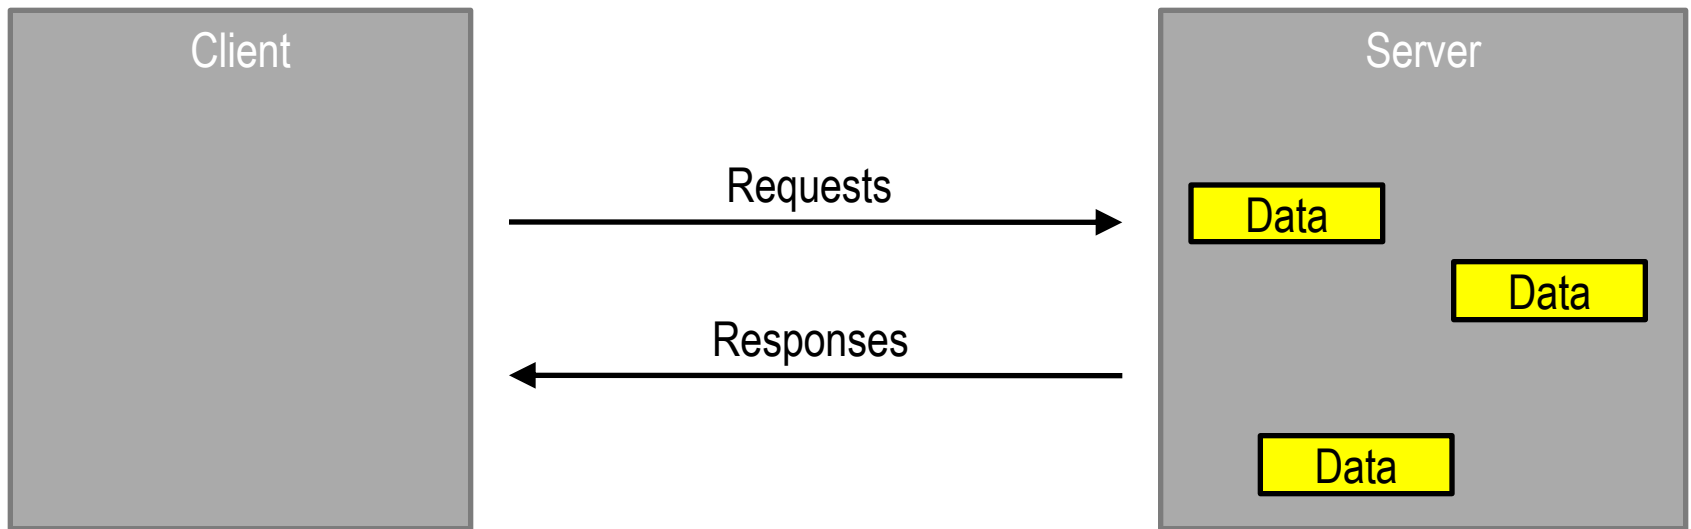 Client
Server
Requests
Data
Data
Responses
Data